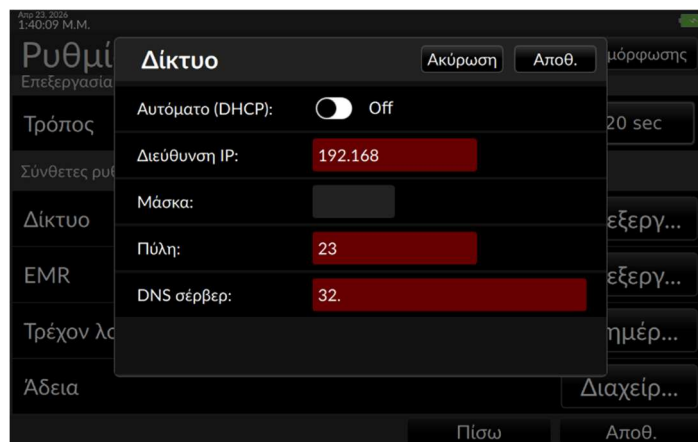 Απρ 23, 2026
1:40:09 Μ.Μ.
Ρυθμί
μόρφωσης
Επεξεργασία
Δίκτυο
Ακύρωση
Αποθ.
Τρόπος
20 sec
Αυτόματο (DHCP):
Off
Διεύθυνση IP:
192.168
Σύνθετες ρυθ
Μάσκα:
Δίκτυο
εξεργ...
Πύλη:
23
EMR
εξεργ...
DNS σέρβερ:
32.
Τρέχον λο
ημέρ...
Άδεια
Διαχείρ...
Πίσω
Αποθ.